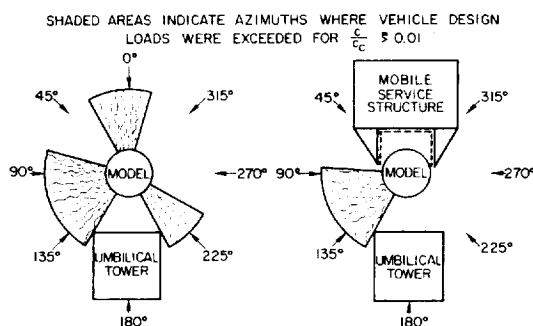 SHADED AREAS INDICATE AZIMUTHS WHERE VEHICLE DESIGN
LOADS WERE EXCEEDED FOR c/cc ≶ 0.01
0°
45°
315°
90°
MODEL
270°
135°
UMBILICAL
TOWER
225°
180°
MOBILE
SERVICE
STRUCTURE
45°
315°
90°
MODEL
270°
135°
UMBILICAL
TOWER
225°
180°